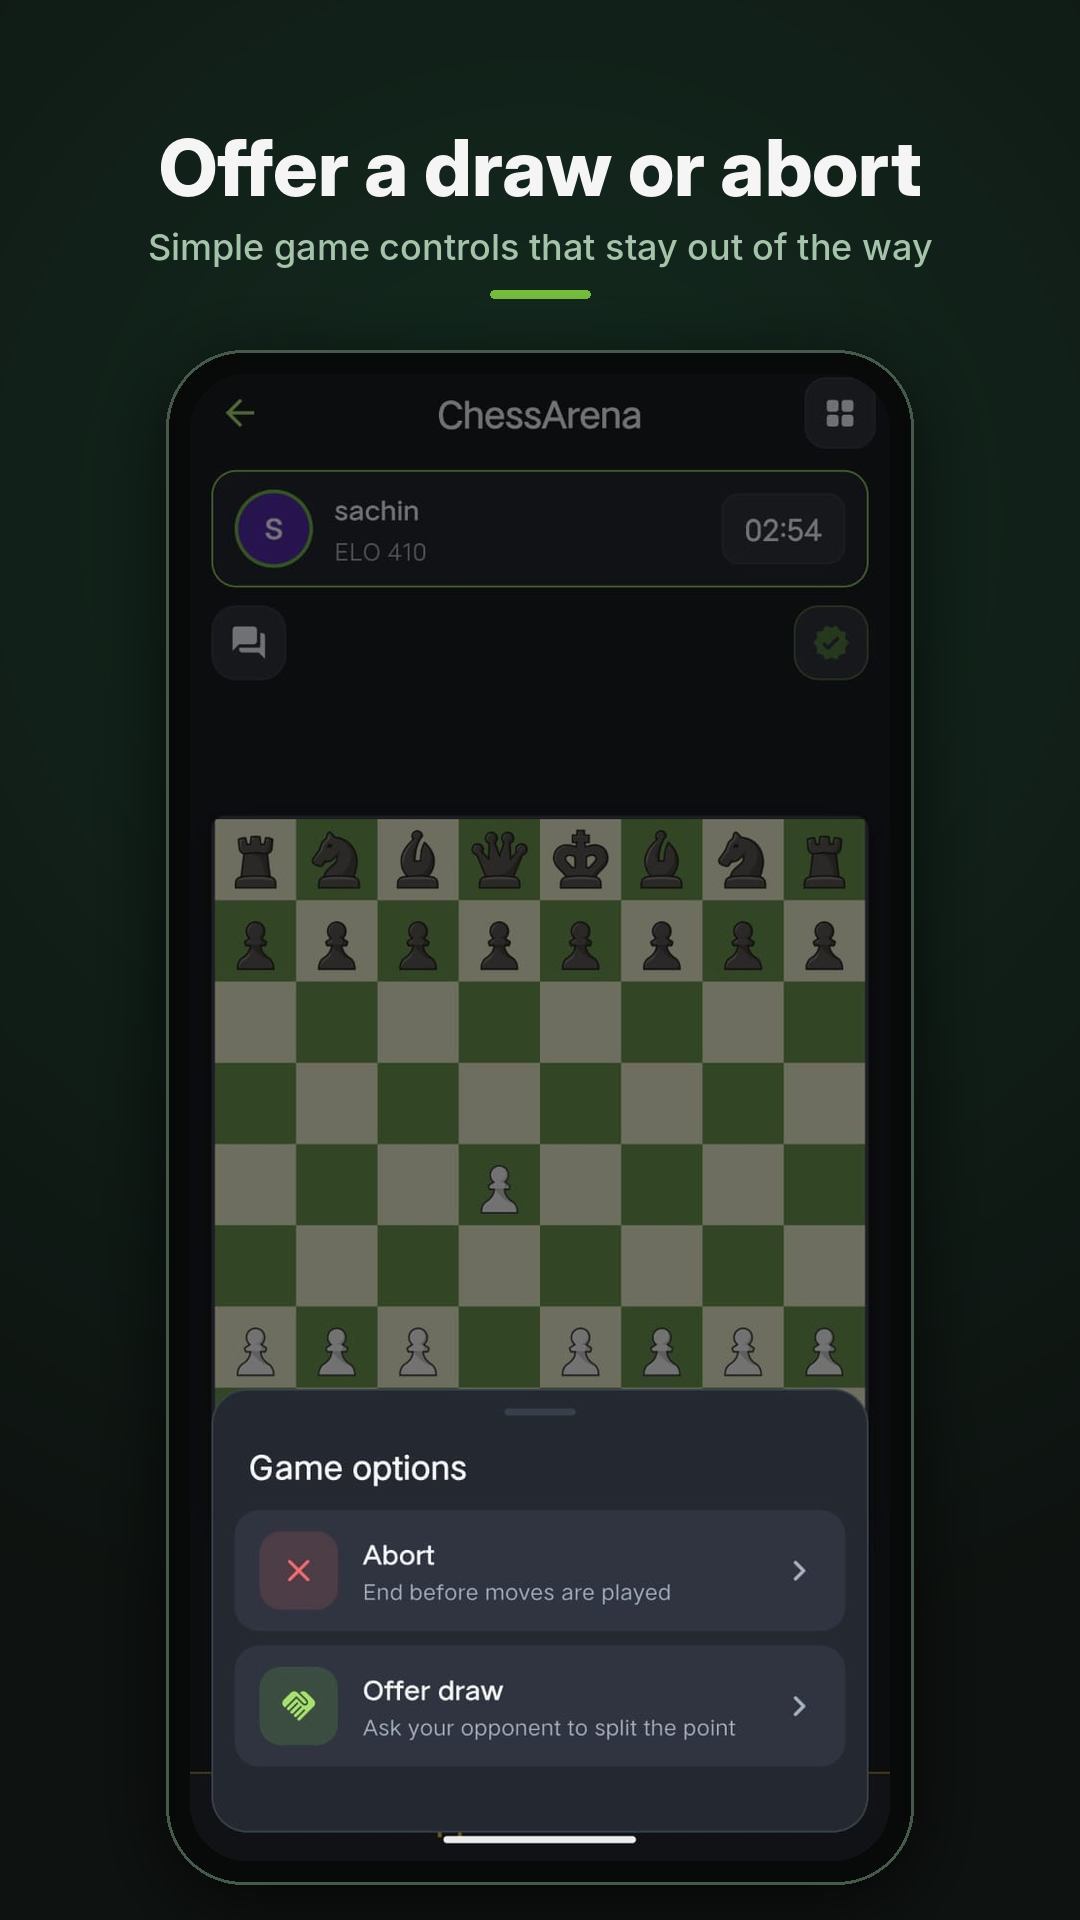 Offer a draw or abort
Simple game controls that stay out of the way
ChessArena
S
sachin
ELO 410
02:54
Game options
Abort
End before moves are played
Offer draw
Ask your opponent to split the point